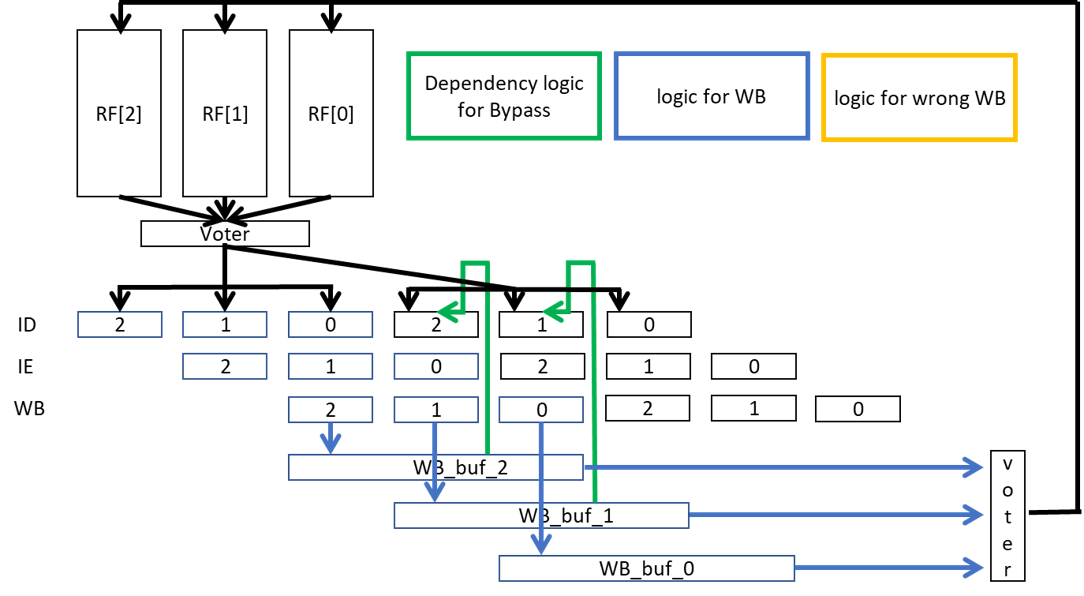 RF[2] RF[1] RF[0]
Dependency logic
for Bypass
logic for WB
logic for wrong WB
Voter
ID 2 1 0 2 1 0
IE 2 1 0 2 1 0
WB 2 1 0 2 1 0
WB_buf_2
WB_buf_1
WB_buf_0
v
o
t
e
r